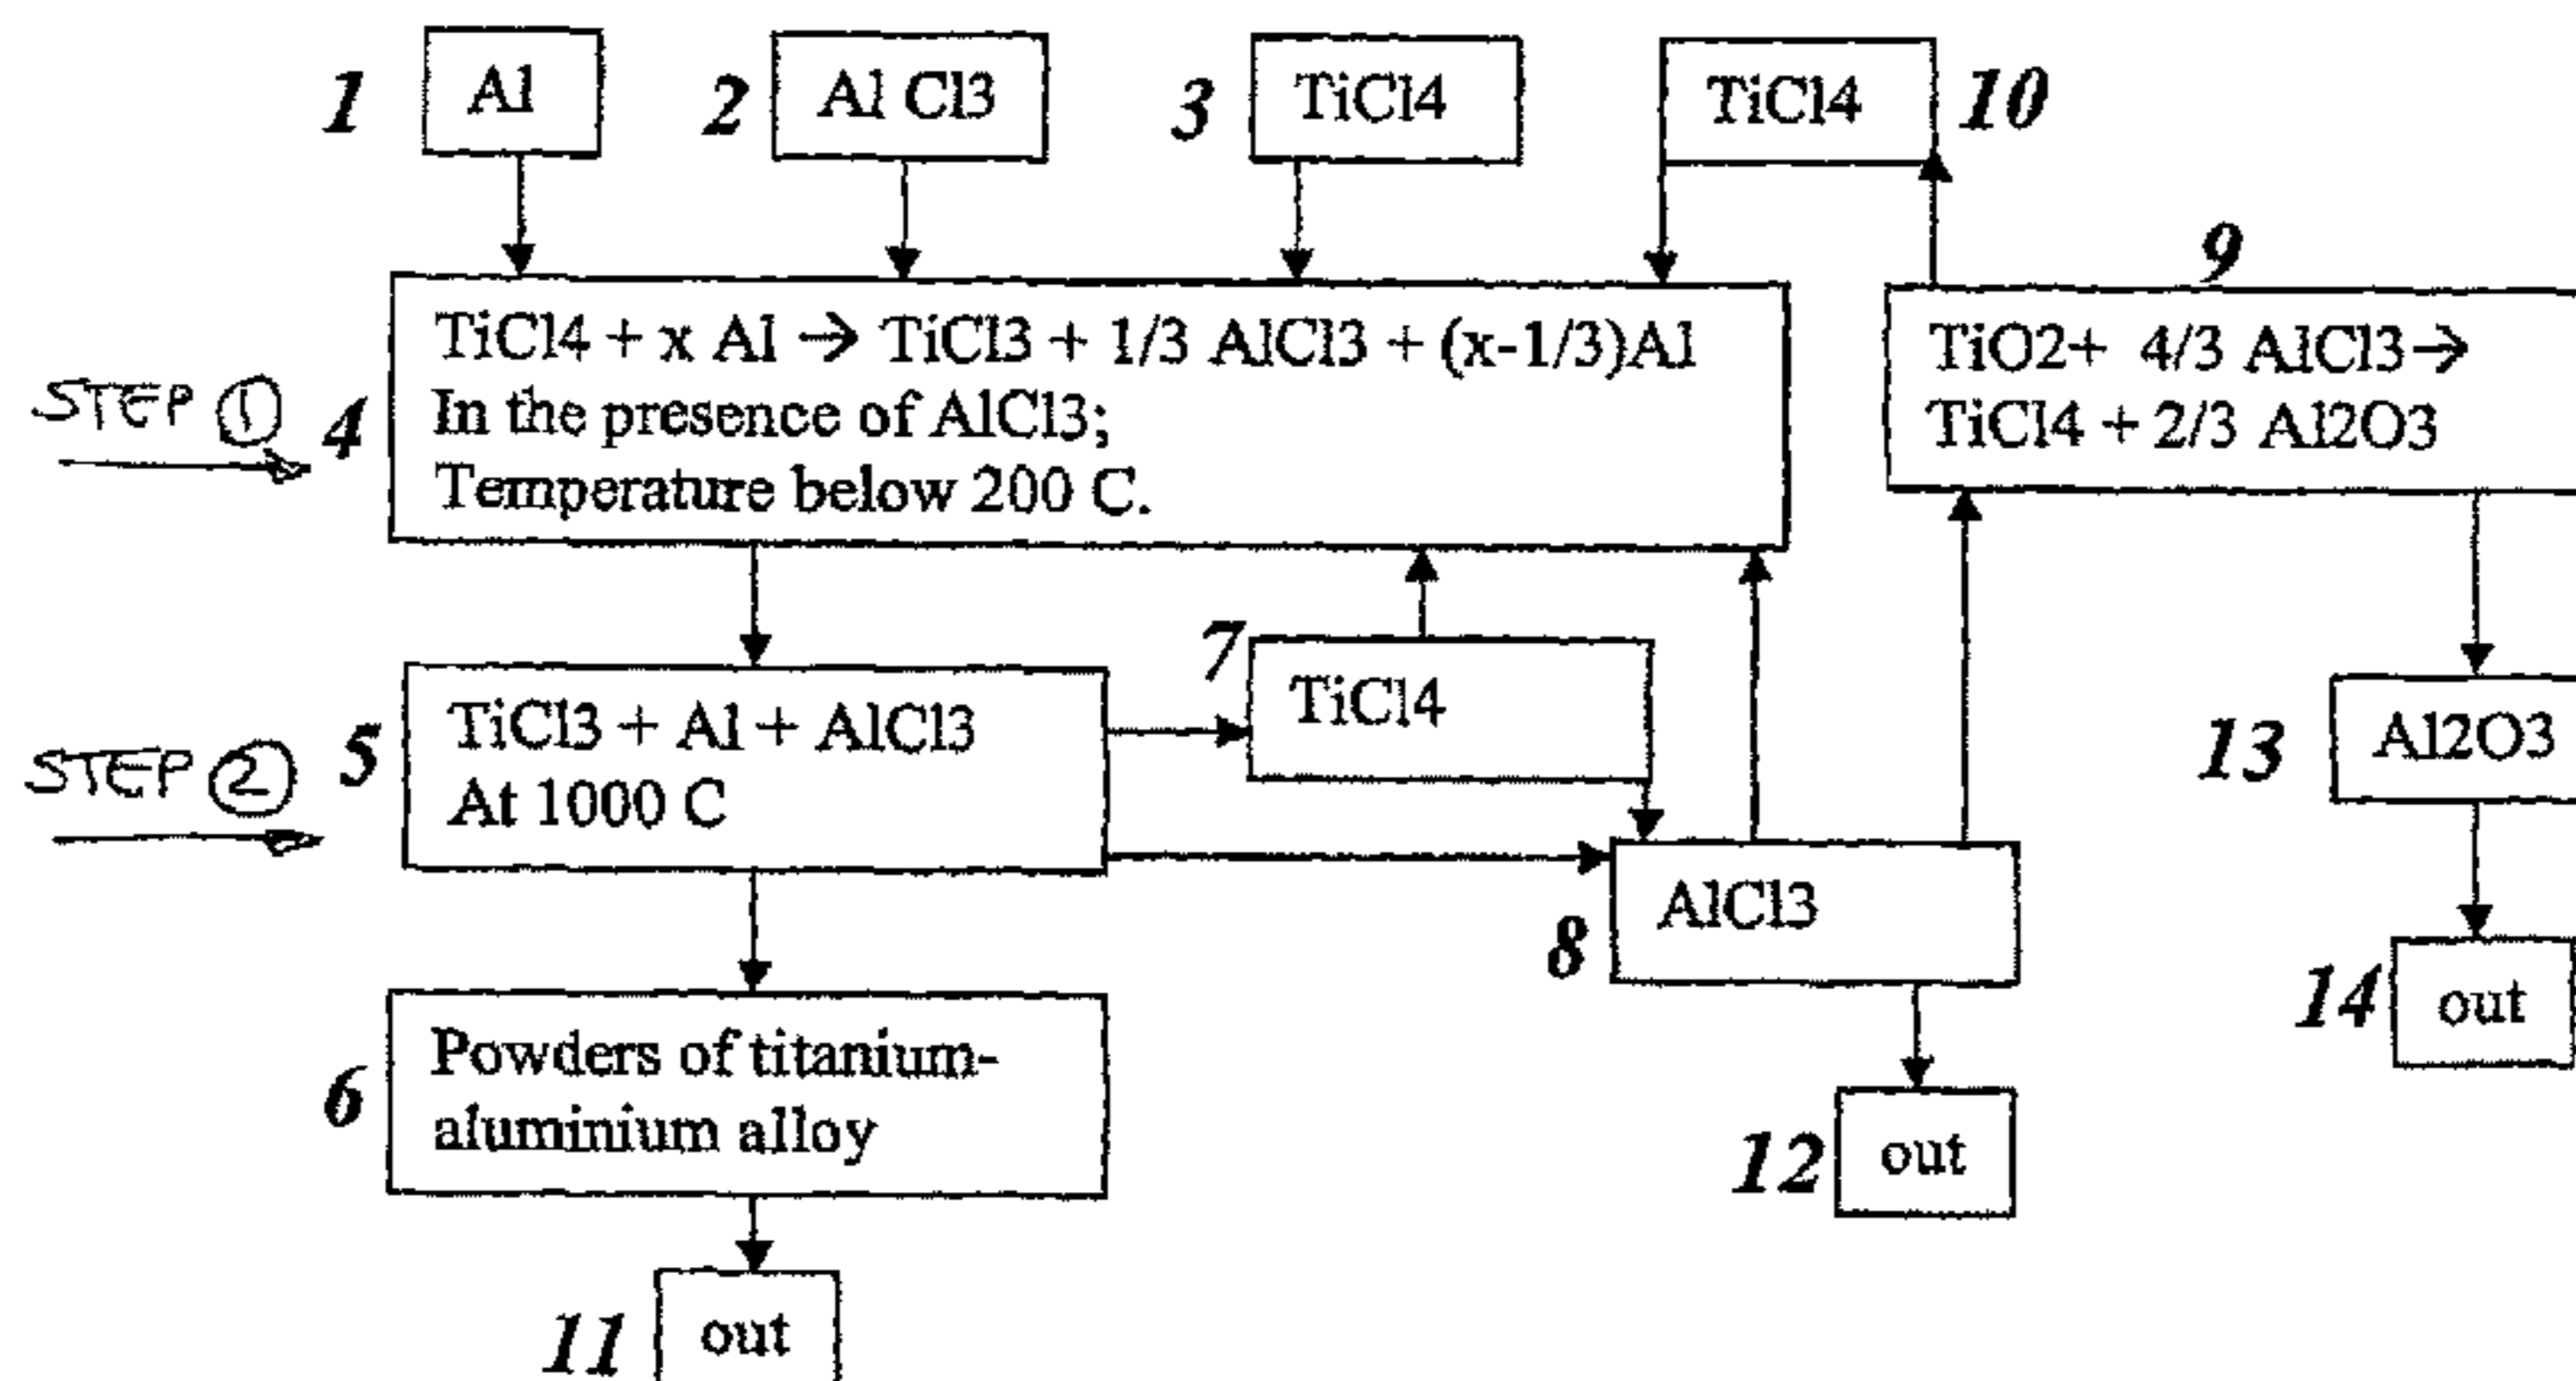 1
Al
2
Al Cl3
3
TiCl4
TiCl4
10
STEP 1
4
TiCl4 + x Al → TiCl3 + 1/3 AlCl3 + (x-1/3)Al
In the presence of AlCl3;
Temperature below 200 C.
9
TiO2+ 4/3 AlCl3→
TiCl4 + 2/3 Al2O3
STEP 2
5
TiCl3 + Al + AlCl3
At 1000 C
7
TiCl4
13
Al2O3
8
AlCl3
6
Powders of titanium-
aluminium alloy
12
out
14
out
11
out